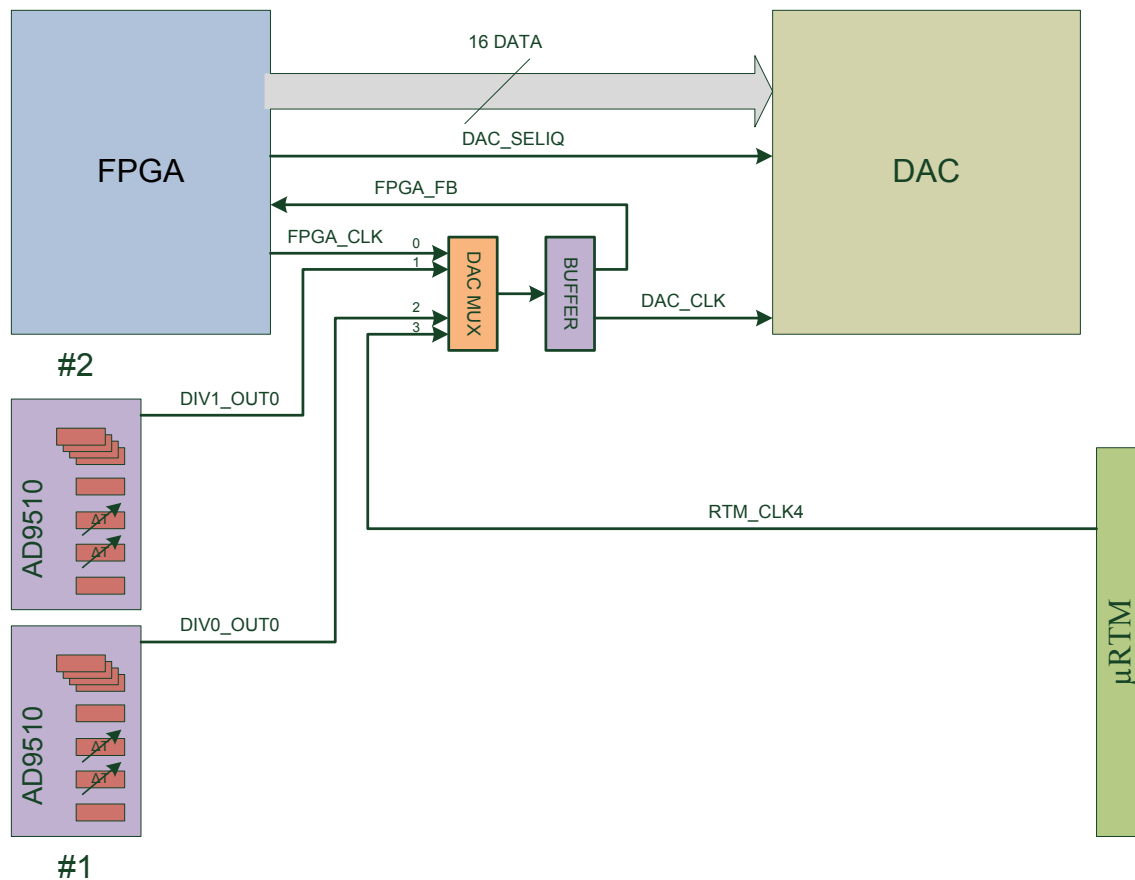 16 DATA
FPGA
DAC_SELIQ
DAC
FPGA_FB
FPGA_CLK
0
1
2
3
DAC MUX
BUFFER
DAC_CLK
#2
DIV1_OUT0
AD9510
ΔT
ΔT
RTM_CLK4
DIV0_OUT0
AD9510
ΔT
ΔT
µRTM
#1